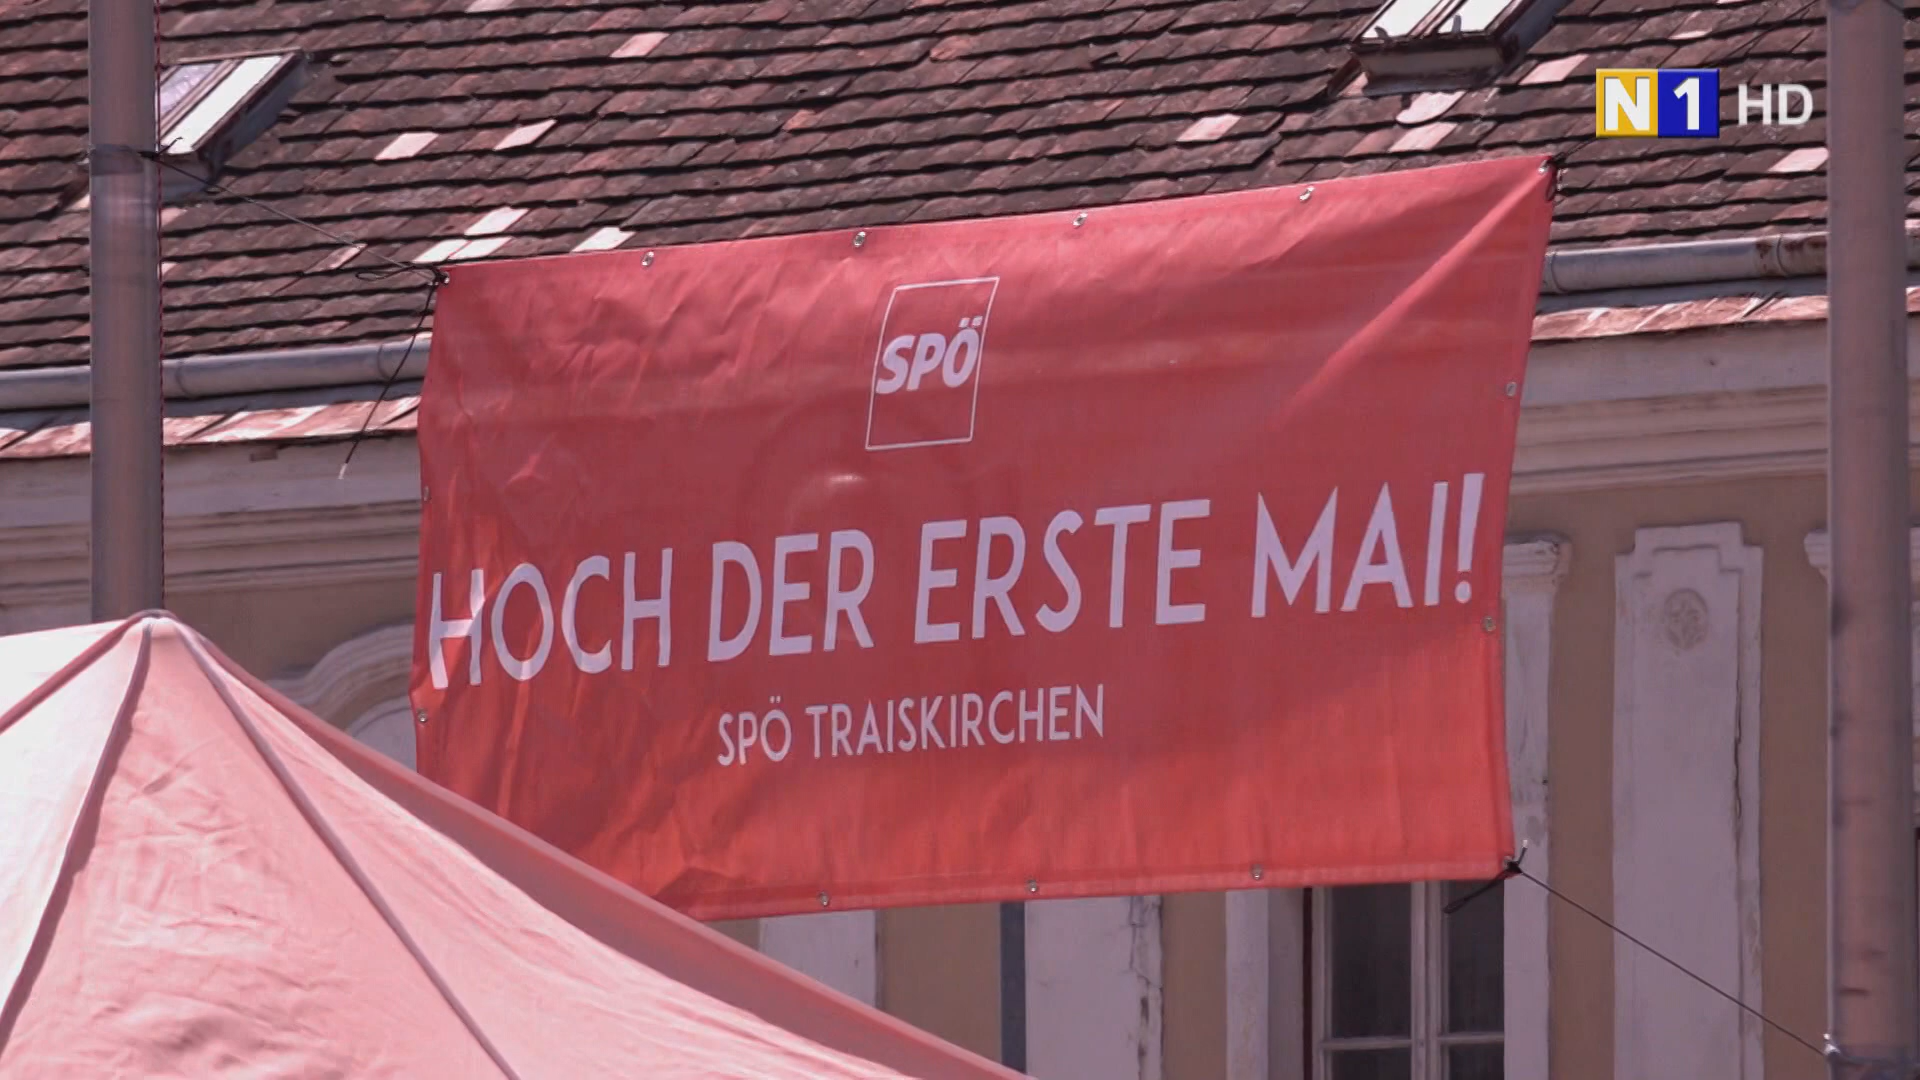 N1 HD
SPÖ
HOCH DER ERSTE MAI!
SPÖ TRAISKIRCHEN